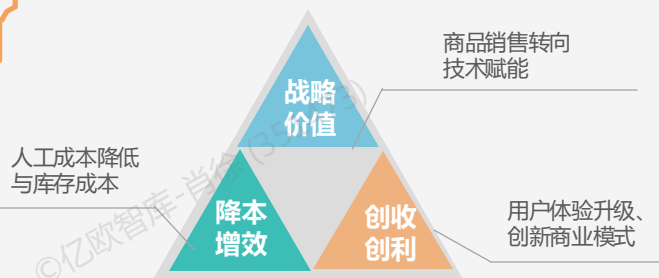 商品销售转向
技术赋能
战略
价值
人工成本降低
与库存成本
降本
增效
创收
创利
用户体验升级、
创新商业模式
©亿欧智库-肖徐(